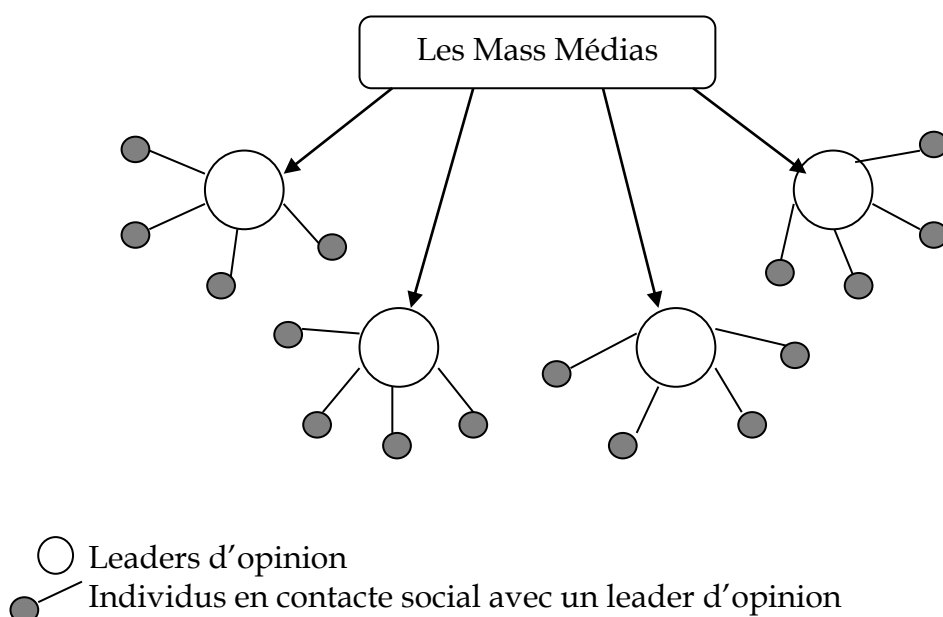 Les Mass Médias
Leaders d’opinion
Individus en contacte social avec un leader d’opinion